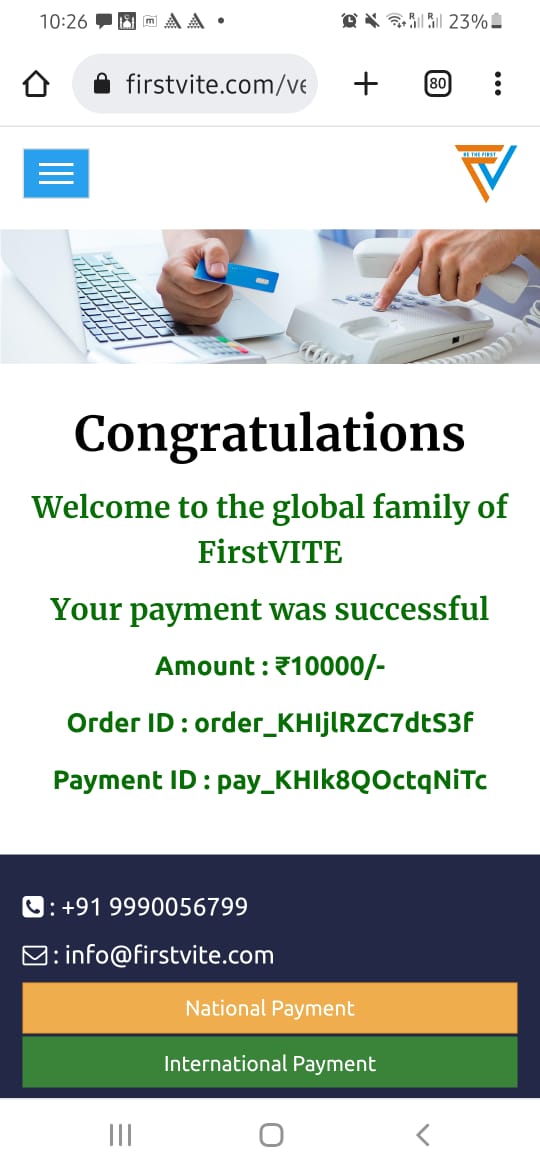 10:26
23%
firstvite.com/ve
80
BE THE FIRST
Congratulations
Welcome to the global family of
FirstVITE
Your payment was successful
Amount : ₹10000/-
Order ID : order_KHIjlRZC7dtS3f
Payment ID : pay_KHIk8QOctqNiTc
: +91 9990056799
: info@firstvite.com
National Payment
International Payment